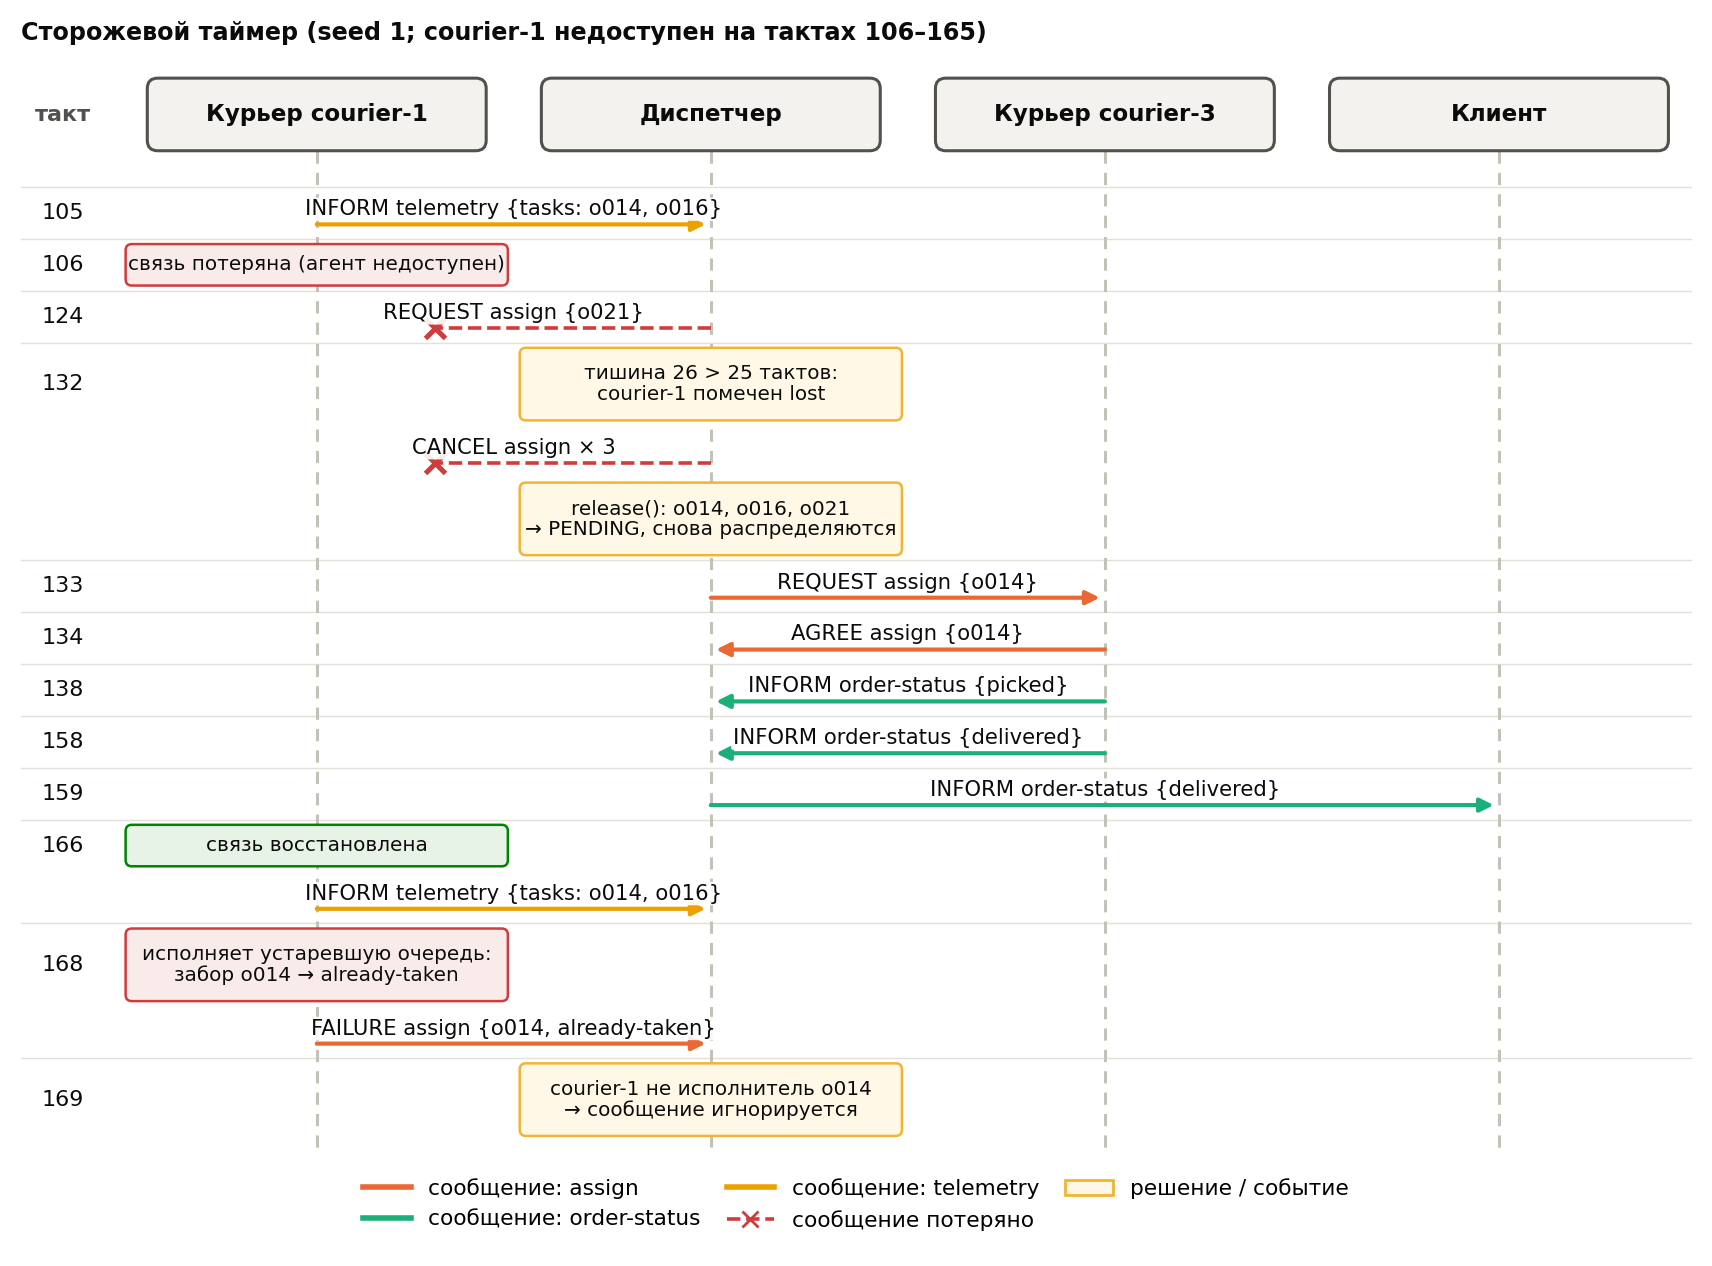 Сторожевой таймер (seed 1; courier-1 недоступен на тактах 106–165)
такт
Курьер courier-1
Диспетчер
Курьер courier-3
Клиент
105
INFORM telemetry {tasks: o014, o016}
106
связь потеряна (агент недоступен)
124
REQUEST assign {o021}
132
тишина 26 > 25 тактов:
courier-1 помечен lost
CANCEL assign × 3
release(): o014, o016, o021
→ PENDING, снова распределяются
133
REQUEST assign {o014}
134
AGREE assign {o014}
138
INFORM order-status {picked}
158
INFORM order-status {delivered}
159
INFORM order-status {delivered}
166
связь восстановлена
INFORM telemetry {tasks: o014, o016}
168
исполняет устаревшую очередь:
забор o014 → already-taken
FAILURE assign {o014, already-taken}
169
courier-1 не исполнитель o014
→ сообщение игнорируется
сообщение: assign
сообщение: telemetry
решение / событие
сообщение: order-status
сообщение потеряно